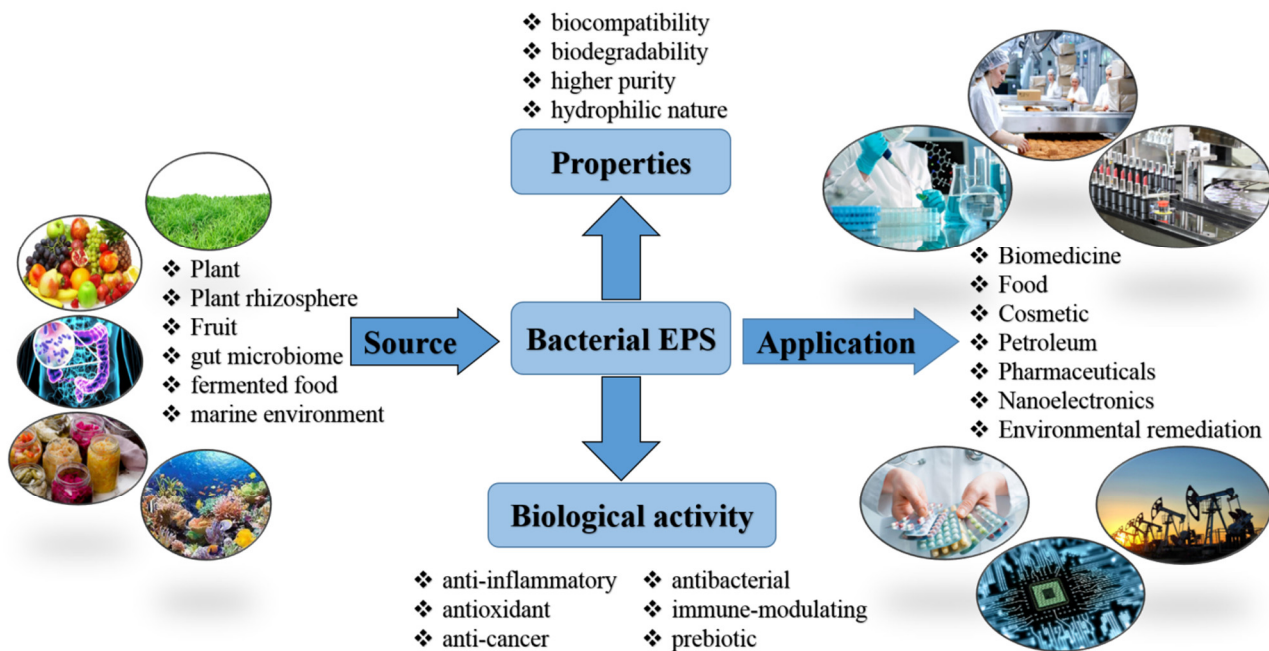 ❖ biocompatibility
❖ biodegradability
❖ higher purity
❖ hydrophilic nature
Properties
❖ Plant
❖ Plant rhizosphere
❖ Fruit
❖ gut microbiome
❖ fermented food
❖ marine environment
Source
Bacterial EPS
Application
❖ Biomedicine
❖ Food
❖ Cosmetic
❖ Petroleum
❖ Pharmaceuticals
❖ Nanoelectronics
❖ Environmental remediation
Biological activity
❖ anti-inflammatory
❖ antioxidant
❖ anti-cancer
❖ antibacterial
❖ immune-modulating
❖ prebiotic